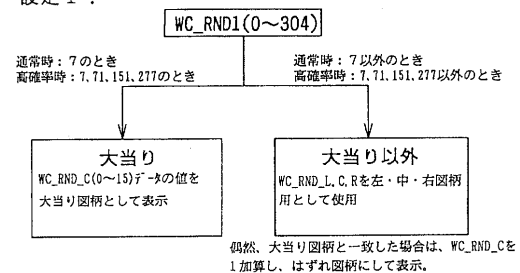 設定1:
WC_RND1(0〜304)
通常時:7のとき
高確率時:7,71,151,277のとき
通常時:7以外のとき
高確率時:7,71,151,277以外のとき
大当り
WC_RND_C(0〜15)データの値を
大当り図柄として表示
大当り以外
WC_RND_L,C,Rを左・中・右図柄
用として使用
偶然、大当り図柄と一致した場合は、WC_RND_Cを
1加算し、はずれ図柄にして表示。